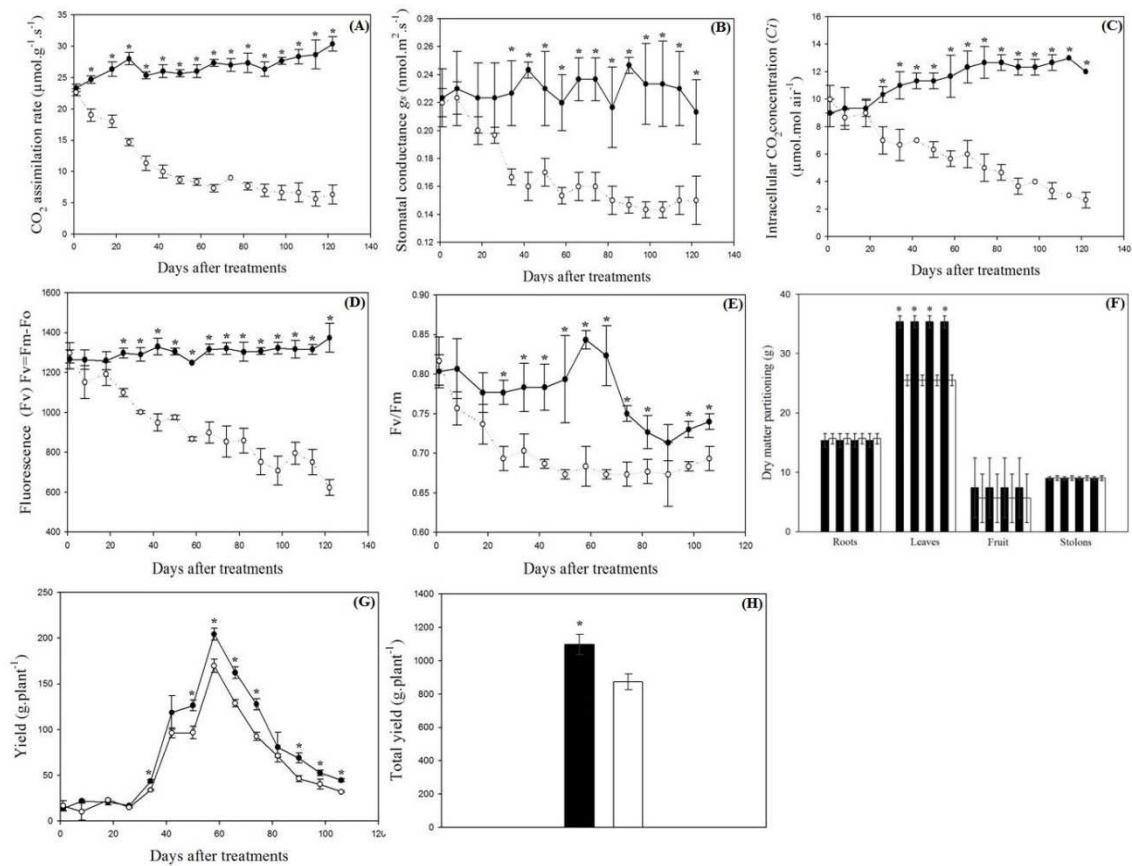 (A)
CO₂ assimilation rate (µmol.g⁻¹.s⁻¹)
35
30
25
20
15
10
5
0
0 20 40 60 80 100 120 140
Days after treatments
(B)
Stomatal conductance gs (nmol.m².s⁻¹)
0.26
0.24
0.22
0.20
0.18
0.16
0.14
0.12
0 20 40 60 80 100 120 140
Days after treatments
(C)
Intracellular CO₂concentration (Ci)
(µmol.mol air⁻¹)
16
14
12
10
8
6
4
2
0
0 20 40 60 80 100 120 140
Days after treatments
(D)
Fluorescence (Fv) Fv=Fm-Fo
1600
1400
1200
1000
800
600
400
0 20 40 60 80 100 120 140
Days after treatments
(E)
Fv/Fm
0.90
0.85
0.80
0.75
0.70
0.65
0.60
0 20 40 60 80 100 120
Days after treatments
(F)
Dry matter partitioning (g)
40
30
20
10
0
Roots Leaves Fruit Stolons
(G)
Yield (g.plant⁻¹)
250
200
150
100
50
0
0 20 40 60 80 100
Days after treatments
(H)
Total yield (g.plant⁻¹)
1400
1200
1000
800
600
400
200
0